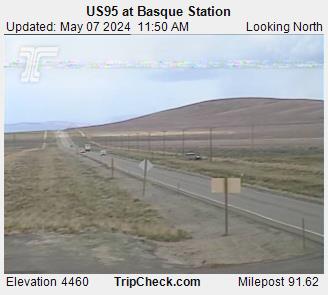 US95 at Basque Station
Updated: May 07 2024 11:50 AM Looking North
Elevation 4460 TripCheck.com Milepost 91.62